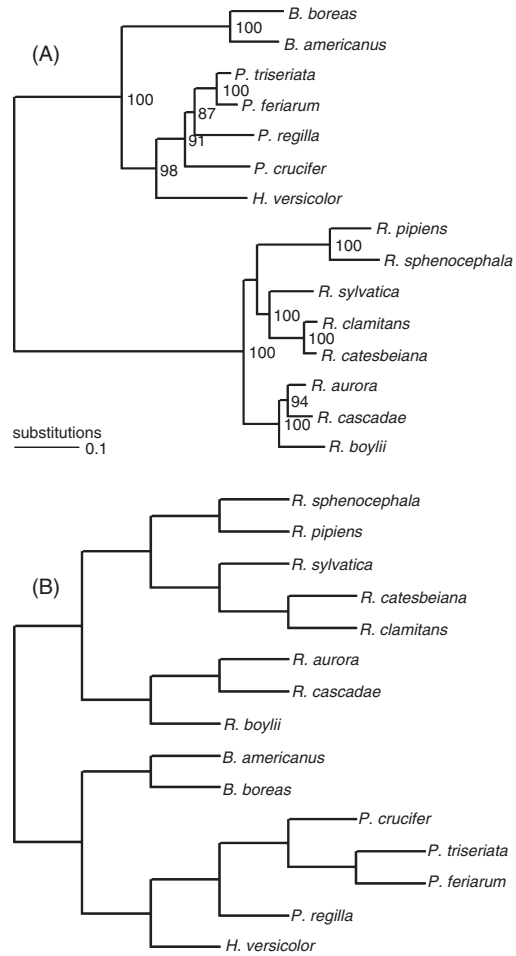 B. boreas
100
B. americanus
(A)
P. triseriata
100
100
P. feriarum
87
P. regilla
91
P. crucifer
98
H. versicolor
R. pipiens
100
R. sphenocephala
R. sylvatica
100
R. clamitans
100
100
R. catesbeiana
R. aurora
94
R. cascadae
100
substitutions
R. boylii
0.1
R. sphenocephala
R. pipiens
R. sylvatica
(B)
R. catesbeiana
R. clamitans
R. aurora
R. cascadae
R. boylii
B. americanus
B. boreas
P. crucifer
P. triseriata
P. feriarum
P. regilla
H. versicolor